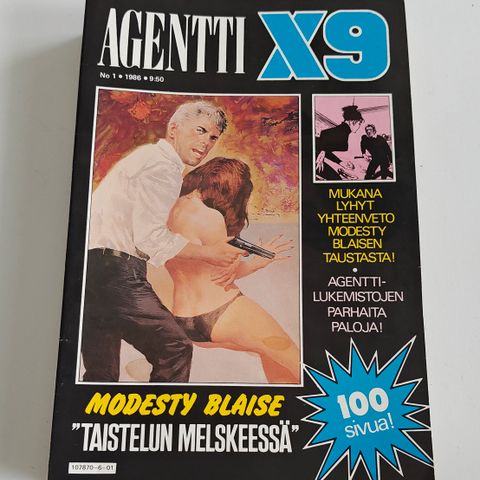 AGENTTI X9
No 1 • 1986 • 9:50
MUKANA
LYHYT
YHTEENVETO
MODESTY
BLAISEN
TAUSTASTA!
•
AGENTTI-
LUKEMISTOJEN
PARHAITA
PALOJA!
MODESTY BLAISE
"TAISTELUN MELSKEESSÄ"
100
sivua!
107870-6-01